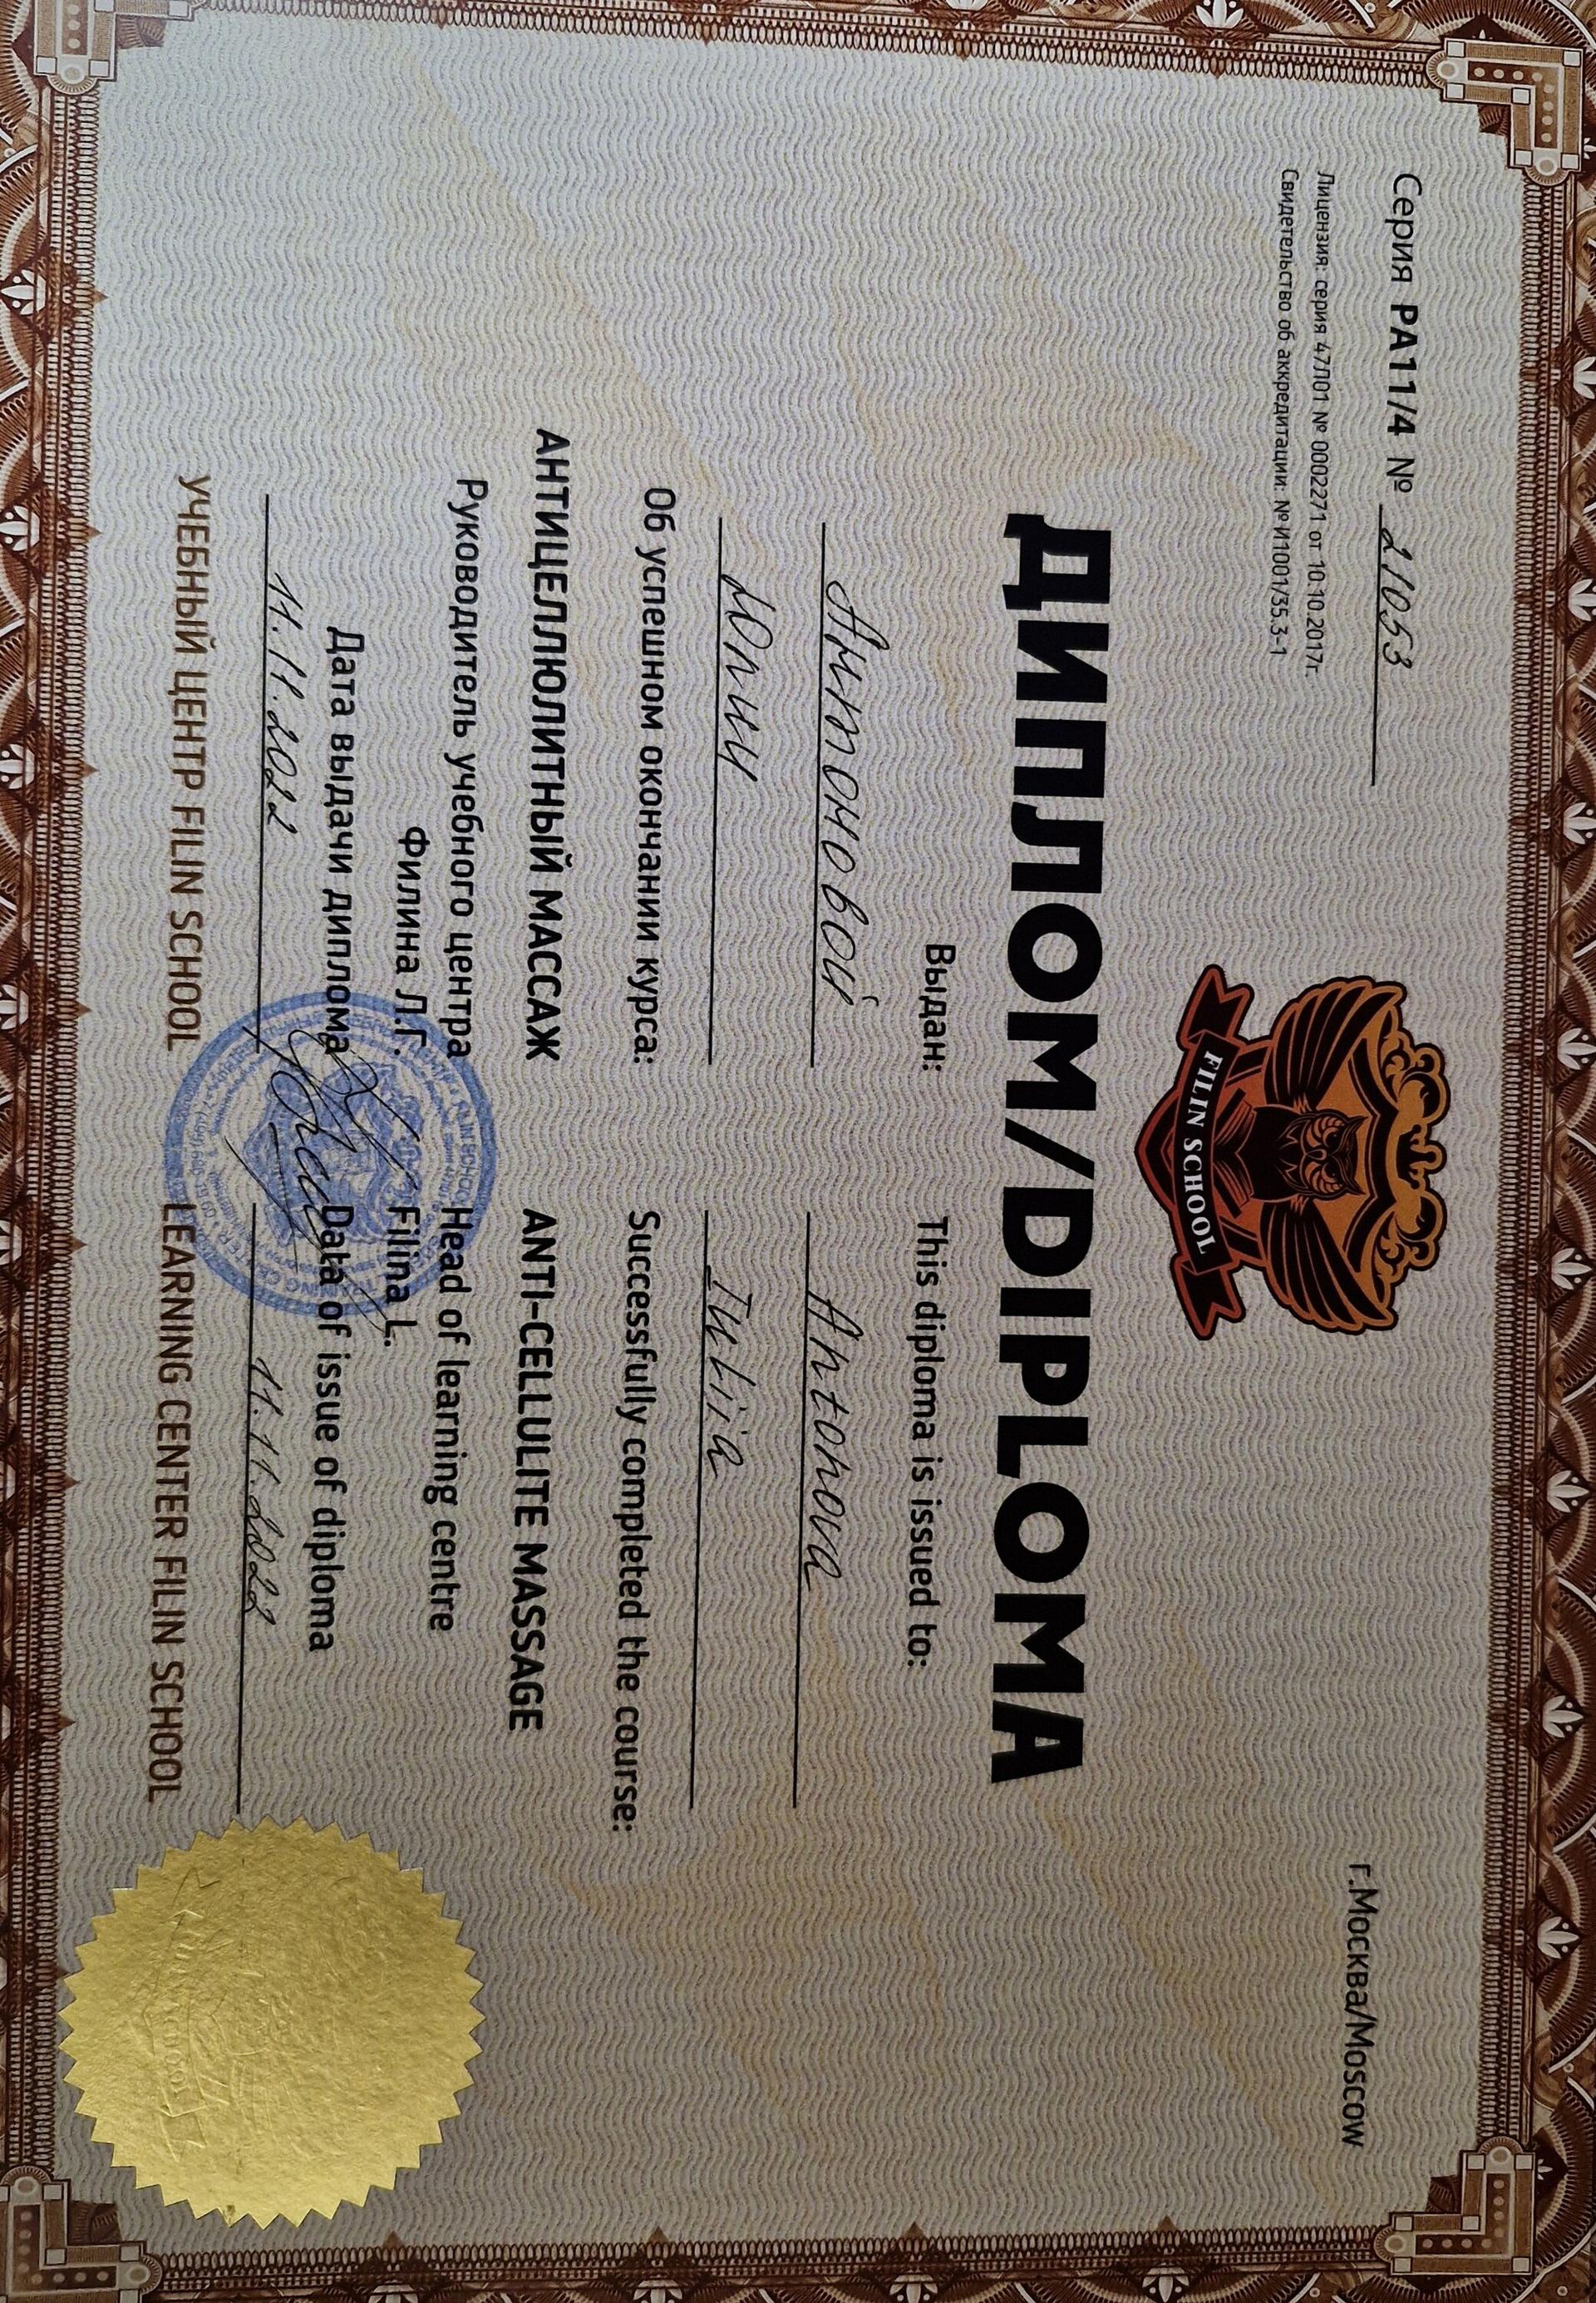 Серия РА11/4 № 21053
Лицензия: серия 47Л01 № 0002271 от 10.10.2017г.
Свидетельство об аккредитации: № И1001/35.3-1
г.Москва/Moscow
FILIN SCHOOL
ДИПЛОМ/DIPLOMA
Выдан:
Антоновой
Юлии
Об успешном окончании курса:
АНТИЦЕЛЛЮЛИТНЫЙ МАССАЖ
Руководитель учебного центра
Филина Л.Г.
Дата выдачи диплома
11.11.2022
УЧЕБНЫЙ ЦЕНТР FILIN SCHOOL
This diploma is issued to:
Antonova
Iuliia
Successfully completed the course:
ANTI-CELLULITE MASSAGE
Head of learning centre
Filina L.
Data of issue of diploma
11.11.2022
LEARNING CENTER FILIN SCHOOL